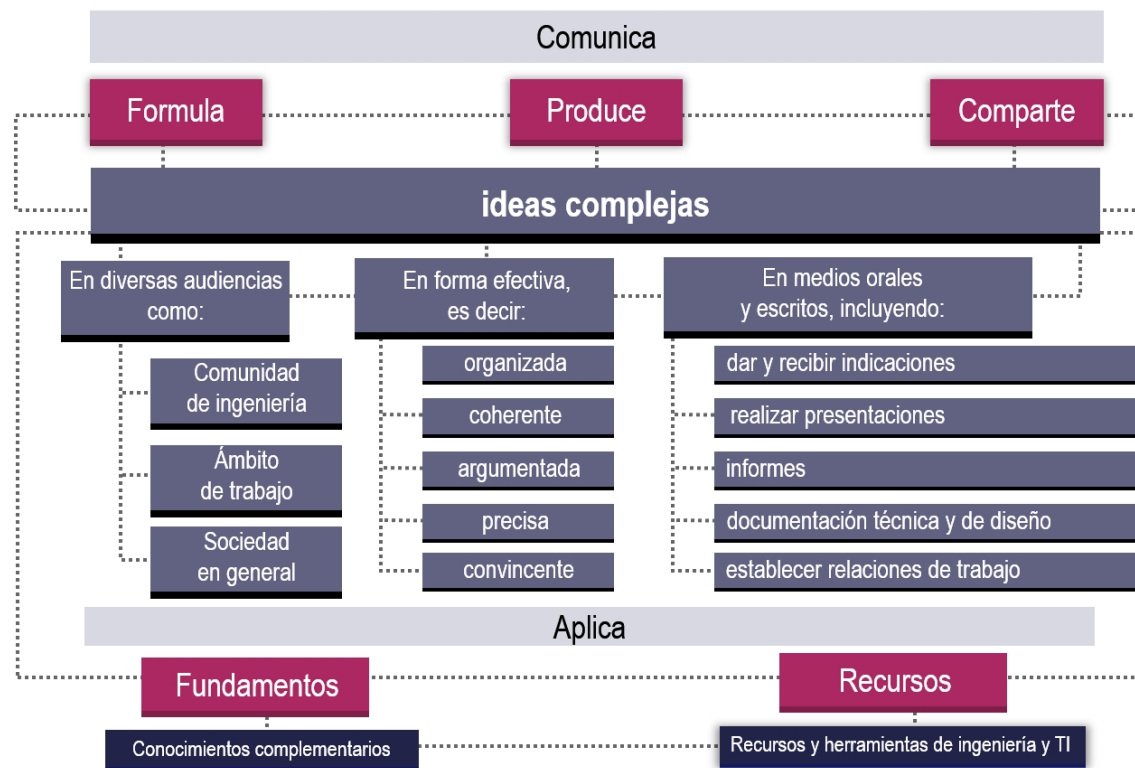 Comunica
Formula
Produce
Comparte
ideas complejas
En diversas audiencias
como:
Comunidad
de ingeniería
Ámbito
de trabajo
Sociedad
en general
En forma efectiva,
es decir:
organizada
coherente
argumentada
precisa
convincente
En medios orales
y escritos, incluyendo:
dar y recibir indicaciones
realizar presentaciones
informes
documentación técnica y de diseño
establecer relaciones de trabajo
Aplica
Fundamentos
Recursos
Conocimientos complementarios
Recursos y herramientas de ingeniería y TI